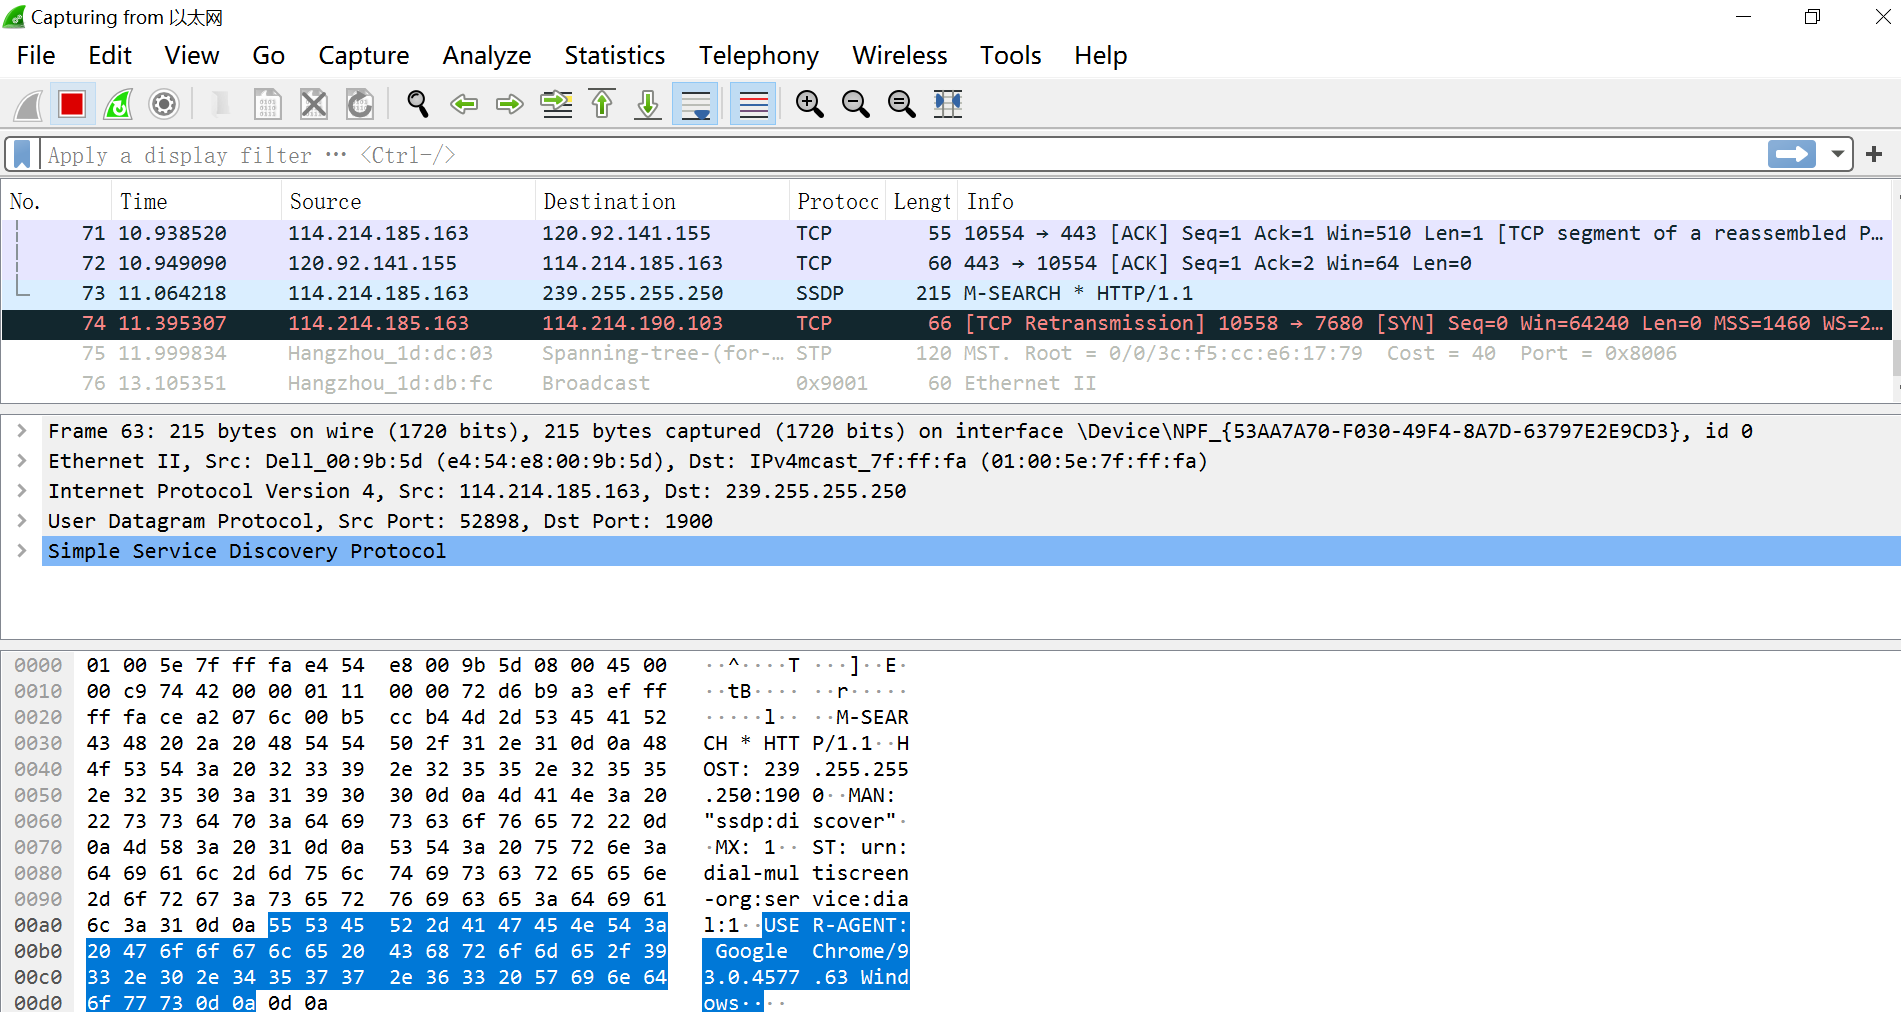 Capturing from 以太网
File Edit View Go Capture Analyze Statistics Telephony Wireless Tools Help
Apply a display filter … <Ctrl-/>
No. Time Source Destination Protocc Lengt Info
71 10.938520 114.214.185.163 120.92.141.155 TCP 55 10554 → 443 [ACK] Seq=1 Ack=1 Win=510 Len=1 [TCP segment of a reassembled P…
72 10.949090 120.92.141.155 114.214.185.163 TCP 60 443 → 10554 [ACK] Seq=1 Ack=2 Win=64 Len=0
73 11.064218 114.214.185.163 239.255.255.250 SSDP 215 M-SEARCH * HTTP/1.1
74 11.395307 114.214.185.163 114.214.190.103 TCP 66 [TCP Retransmission] 10558 → 7680 [SYN] Seq=0 Win=64240 Len=0 MSS=1460 WS=2…
75 11.999834 Hangzhou_1d:dc:03 Spanning-tree-(for-… STP 120 MST. Root = 0/0/3c:f5:cc:e6:17:79 Cost = 40 Port = 0x8006
76 13.105351 Hangzhou_1d:db:fc Broadcast 0x9001 60 Ethernet II
Frame 63: 215 bytes on wire (1720 bits), 215 bytes captured (1720 bits) on interface \Device\NPF_{53AA7A70-F030-49F4-8A7D-63797E2E9CD3}, id 0
Ethernet II, Src: Dell_00:9b:5d (e4:54:e8:00:9b:5d), Dst: IPv4mcast_7f:ff:fa (01:00:5e:7f:ff:fa)
Internet Protocol Version 4, Src: 114.214.185.163, Dst: 239.255.255.250
User Datagram Protocol, Src Port: 52898, Dst Port: 1900
Simple Service Discovery Protocol
0000 01 00 5e 7f ff fa e4 54 e8 00 9b 5d 08 00 45 00 ··^····T ···]··E·
0010 00 c9 74 42 00 00 01 11 00 00 72 d6 b9 a3 ef ff ··tB···· ··r·····
0020 ff fa ce a2 07 6c 00 b5 cc b4 4d 2d 53 45 41 52 ·····l·· ··M-SEAR
0030 43 48 20 2a 20 48 54 54 50 2f 31 2e 31 0d 0a 48 CH * HTT P/1.1··H
0040 4f 53 54 3a 20 32 33 39 2e 32 35 35 2e 32 35 35 OST: 239 .255.255
0050 2e 32 35 30 3a 31 39 30 30 0d 0a 4d 41 4e 3a 20 .250:190 0··MAN:
0060 22 73 73 64 70 3a 64 69 73 63 6f 76 65 72 22 0d "ssdp:di scover"·
0070 0a 4d 58 3a 20 31 0d 0a 53 54 3a 20 75 72 6e 3a ·MX: 1·· ST: urn:
0080 64 69 61 6c 2d 6d 75 6c 74 69 73 63 72 65 65 6e dial-mul tiscreen
0090 2d 6f 72 67 3a 73 65 72 76 69 63 65 3a 64 69 61 -org:ser vice:dia
00a0 6c 3a 31 0d 0a 55 53 45 52 2d 41 47 45 4e 54 3a l:1··USE R-AGENT:
00b0 20 47 6f 6f 67 6c 65 20 43 68 72 6f 6d 65 2f 39 Google Chrome/9
00c0 33 2e 30 2e 34 35 37 37 2e 36 33 20 57 69 6e 64 3.0.4577 .63 Wind
00d0 6f 77 73 0d 0a 0d 0a ows····